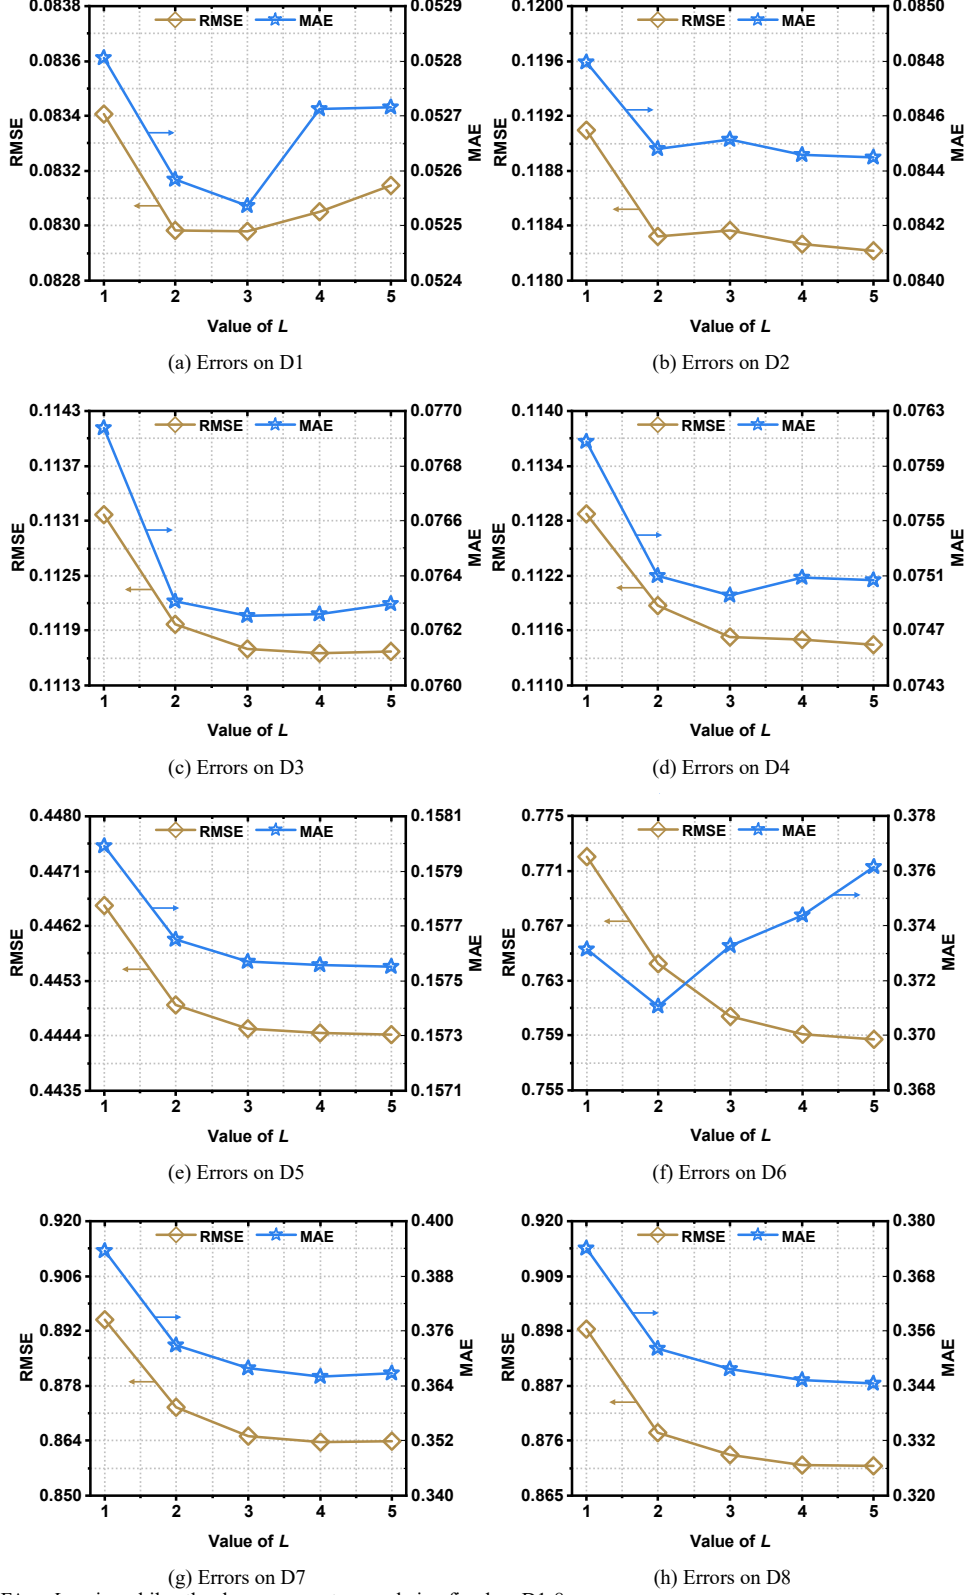 0.0838
0.0836
0.0834
0.0832
0.0830
0.0828
RMSE
RMSE MAE
0.0529
0.0528
0.0527
0.0526
0.0525
0.0524
MAE
1 2 3 4 5
Value of L
(a) Errors on D1
0.1200
0.1196
0.1192
0.1188
0.1184
0.1180
RMSE
RMSE MAE
0.0850
0.0848
0.0846
0.0844
0.0842
0.0840
MAE
1 2 3 4 5
Value of L
(b) Errors on D2
0.1143
0.1137
0.1131
0.1125
0.1119
0.1113
RMSE
RMSE MAE
0.0770
0.0768
0.0766
0.0764
0.0762
0.0760
MAE
1 2 3 4 5
Value of L
(c) Errors on D3
0.1140
0.1134
0.1128
0.1122
0.1116
0.1110
RMSE
RMSE MAE
0.0763
0.0759
0.0755
0.0751
0.0747
0.0743
MAE
1 2 3 4 5
Value of L
(d) Errors on D4
0.4480
0.4471
0.4462
0.4453
0.4444
0.4435
RMSE
RMSE MAE
0.1581
0.1579
0.1577
0.1575
0.1573
0.1571
MAE
1 2 3 4 5
Value of L
(e) Errors on D5
0.775
0.771
0.767
0.763
0.759
0.755
RMSE
RMSE MAE
0.378
0.376
0.374
0.372
0.370
0.368
MAE
1 2 3 4 5
Value of L
(f) Errors on D6
0.920
0.906
0.892
0.878
0.864
0.850
RMSE
RMSE MAE
0.400
0.388
0.376
0.364
0.352
0.340
MAE
1 2 3 4 5
Value of L
(g) Errors on D7
0.920
0.909
0.898
0.887
0.876
0.865
RMSE
RMSE MAE
0.380
0.368
0.356
0.344
0.332
0.320
MAE
1 2 3 4 5
Value of L
(h) Errors on D8